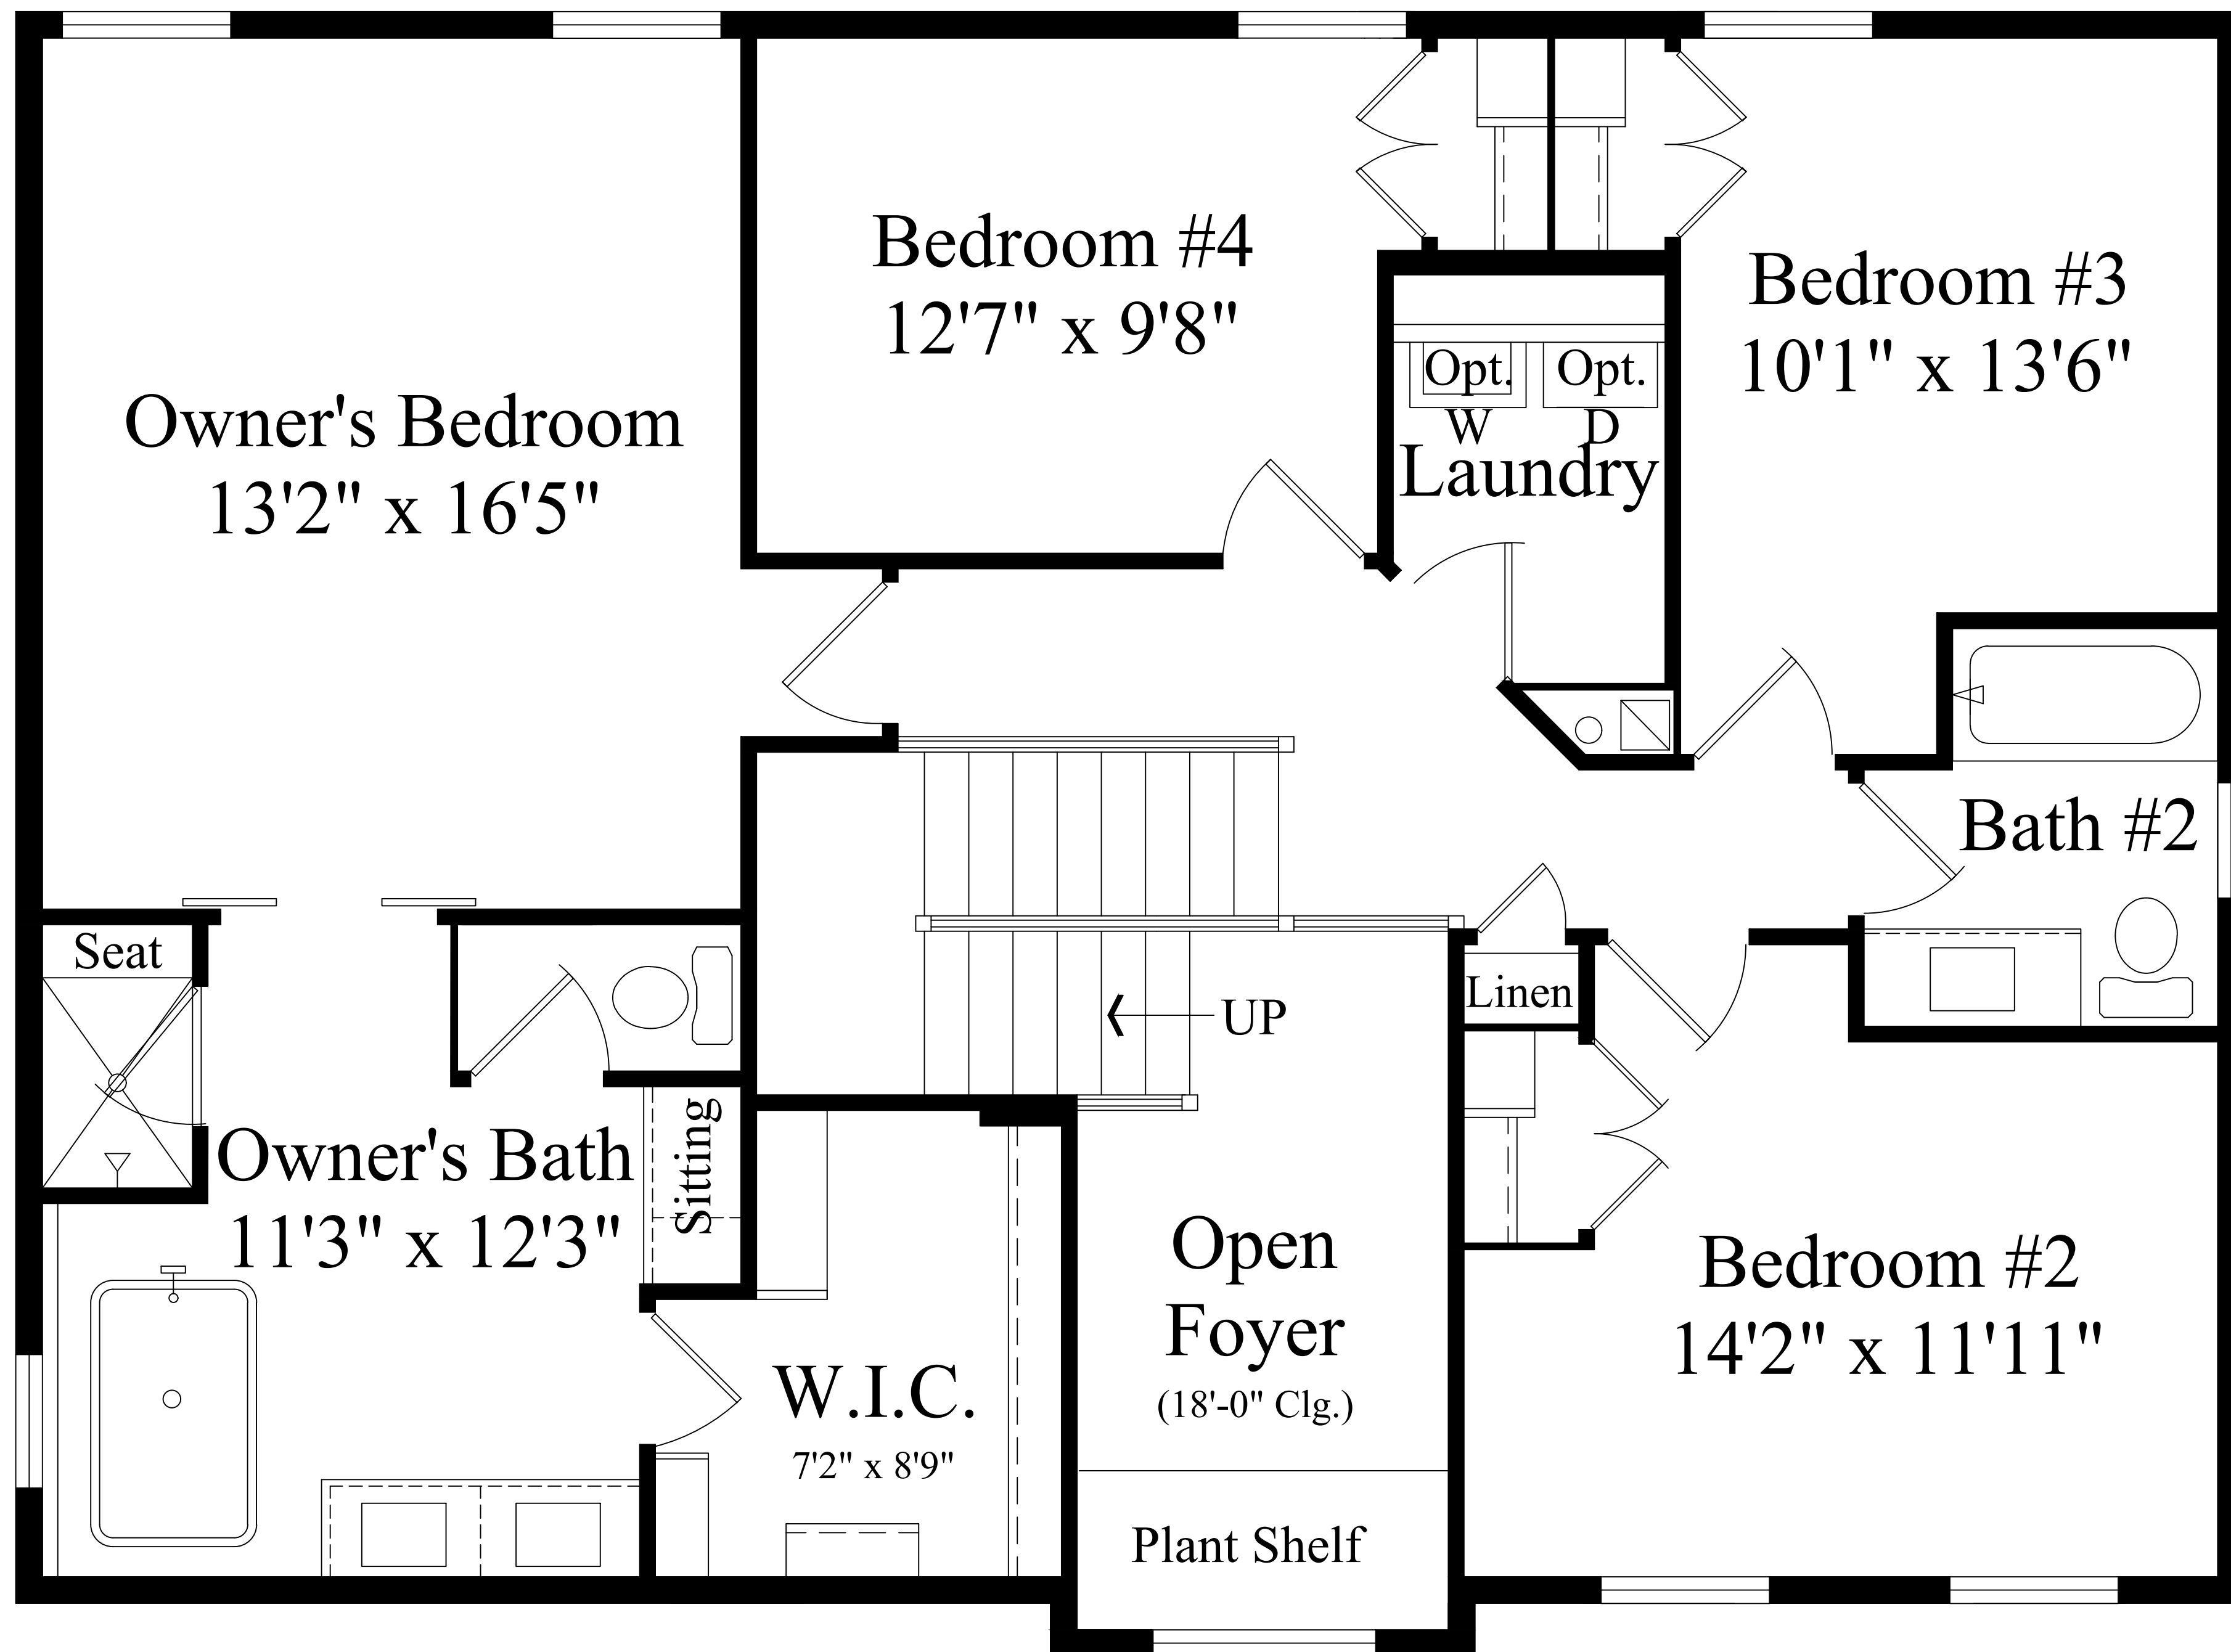 Bedroom #4
12'7" x 9'8"
Bedroom #3
10'1" x 13'6"
Opt.
W
Opt.
D
Laundry
Owner's Bedroom
13'2" x 16'5"
Bath #2
Seat
Linen
UP
Sitting
Owner's Bath
11'3" x 12'3"
Open
Foyer
(18'-0" Clg.)
Bedroom #2
14'2" x 11'11"
W.I.C.
7'2" x 8'9"
Plant Shelf